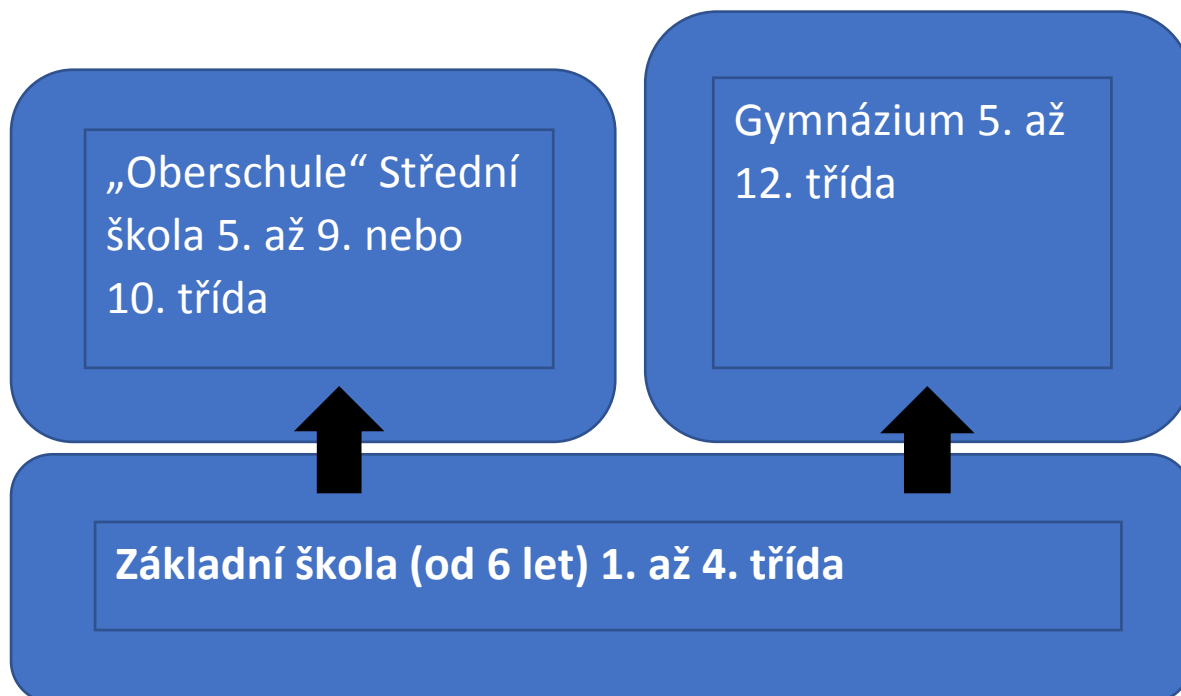 „Oberschule“ Střední
škola 5. až 9. nebo
10. třída
Gymnázium 5. až
12. třída
Základní škola (od 6 let) 1. až 4. třída